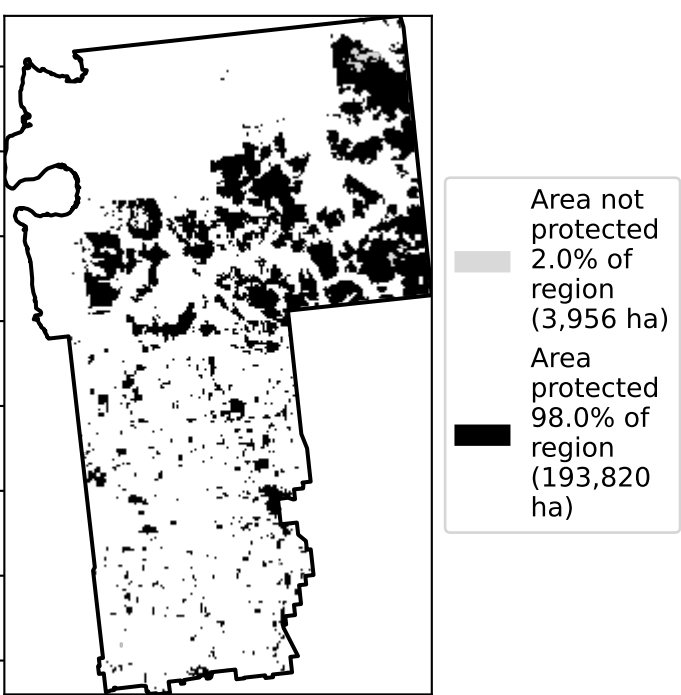 Area not
protected
2.0% of
region
(3,956 ha)
Area
protected
98.0% of
region
(193,820
ha)